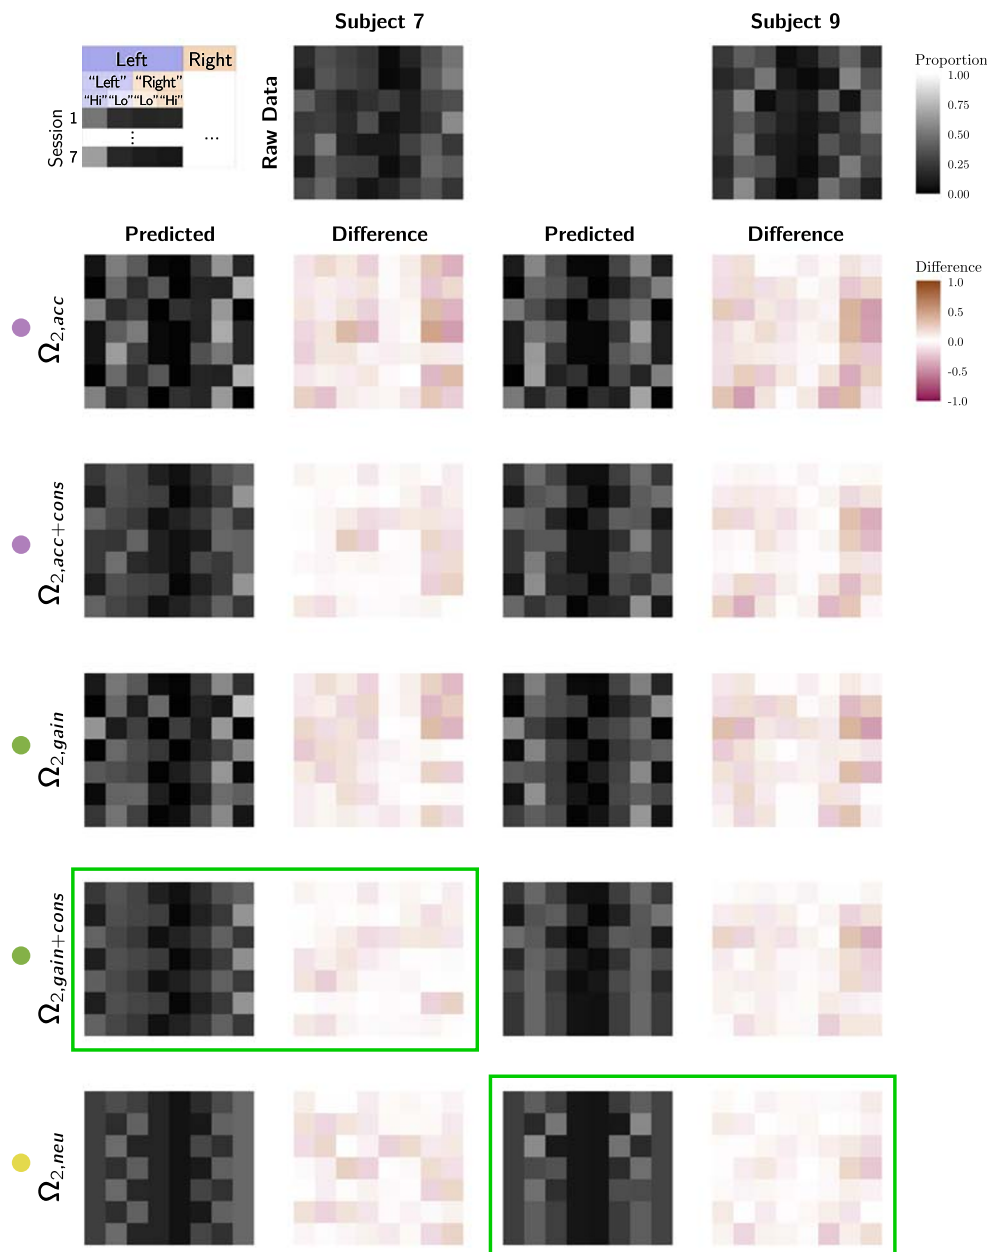 Subject 7
Subject 9
Left
Right
“Left” “Right”
“Hi” “Lo” “Lo” “Hi”
Session
1
⋮
...
7
Raw Data
Proportion
1.00
0.75
0.50
0.25
0.00
Predicted
Difference
Predicted
Difference
Difference
1.0
0.5
0.0
-0.5
-1.0
Ω2,acc
Ω2,acc+cons
Ω2,gain
Ω2,gain+cons
Ω2,neu